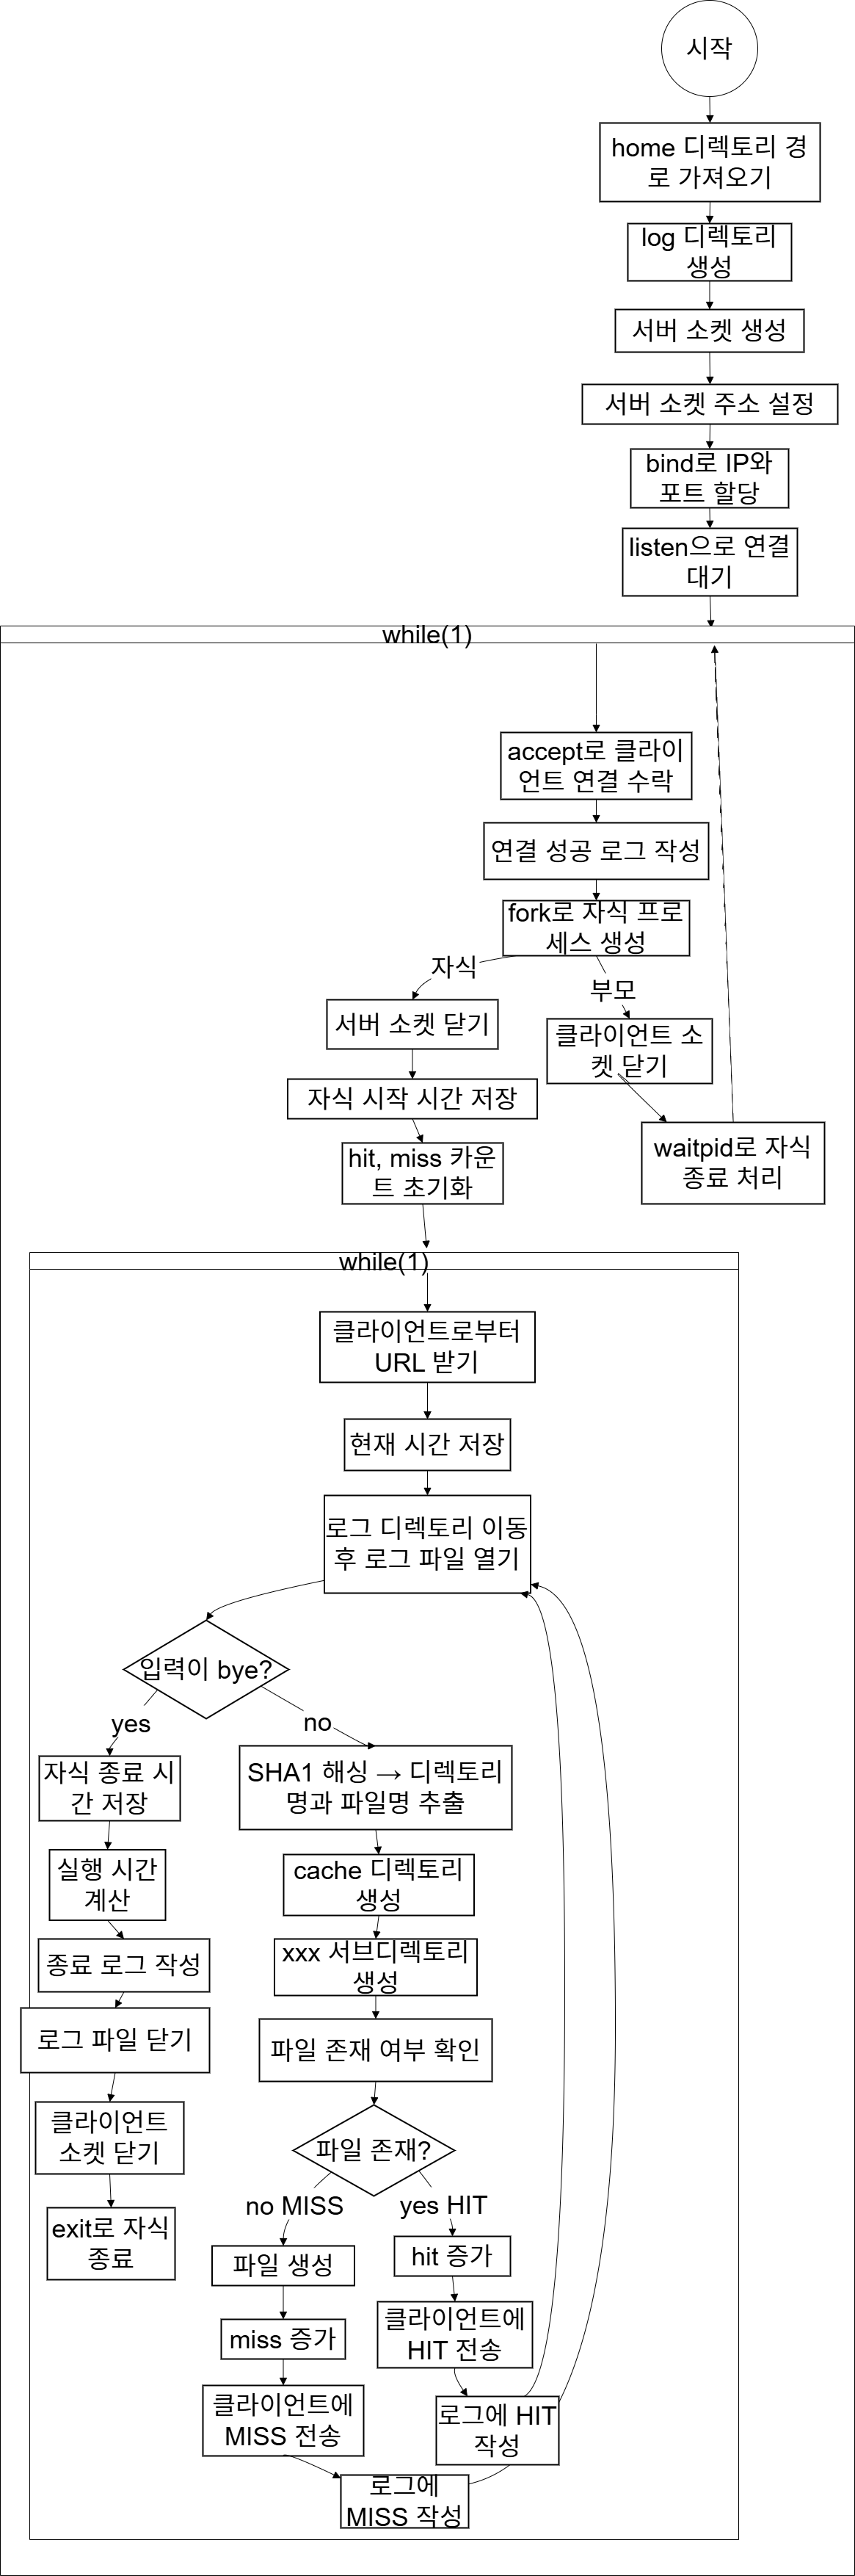 시작
home 디렉토리 경
로 가져오기
log 디렉토리
생성
서버 소켓 생성
서버 소켓 주소 설정
bind로 IP와
포트 할당
listen으로 연결
대기
while(1)
accept로 클라이
언트 연결 수락
연결 성공 로그 작성
fork로 자식 프로
세스 생성
자식
부모
서버 소켓 닫기
클라이언트 소
켓 닫기
자식 시작 시간 저장
waitpid로 자식
종료 처리
hit, miss 카운
트 초기화
while(1)
클라이언트로부터
URL 받기
현재 시간 저장
로그 디렉토리 이동
후 로그 파일 열기
입력이 bye?
yes
no
자식 종료 시
간 저장
실행 시간
계산
종료 로그 작성
로그 파일 닫기
클라이언트
소켓 닫기
exit로 자식
종료
SHA1 해싱 → 디렉토리
명과 파일명 추출
cache 디렉토리
생성
xxx 서브디렉토리
생성
파일 존재 여부 확인
파일 존재?
no MISS
yes HIT
파일 생성
miss 증가
클라이언트에
MISS 전송
로그에
MISS 작성
hit 증가
클라이언트에
HIT 전송
로그에 HIT
작성